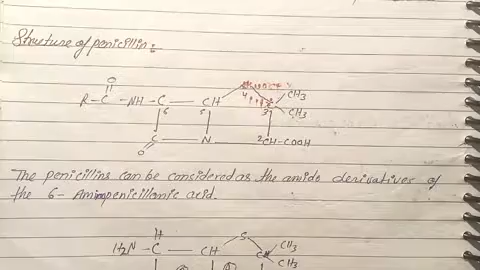 Structure of penicillin:
O
R-C-NH-C-CH 4 CH3
6 5 3 CH3
C N 2CH-COOH
O
The penicillins can be considered as the amide derivatives of
the 6-Aminopenicillanic acid.
H S CH3
H2N-C-CH C CH3